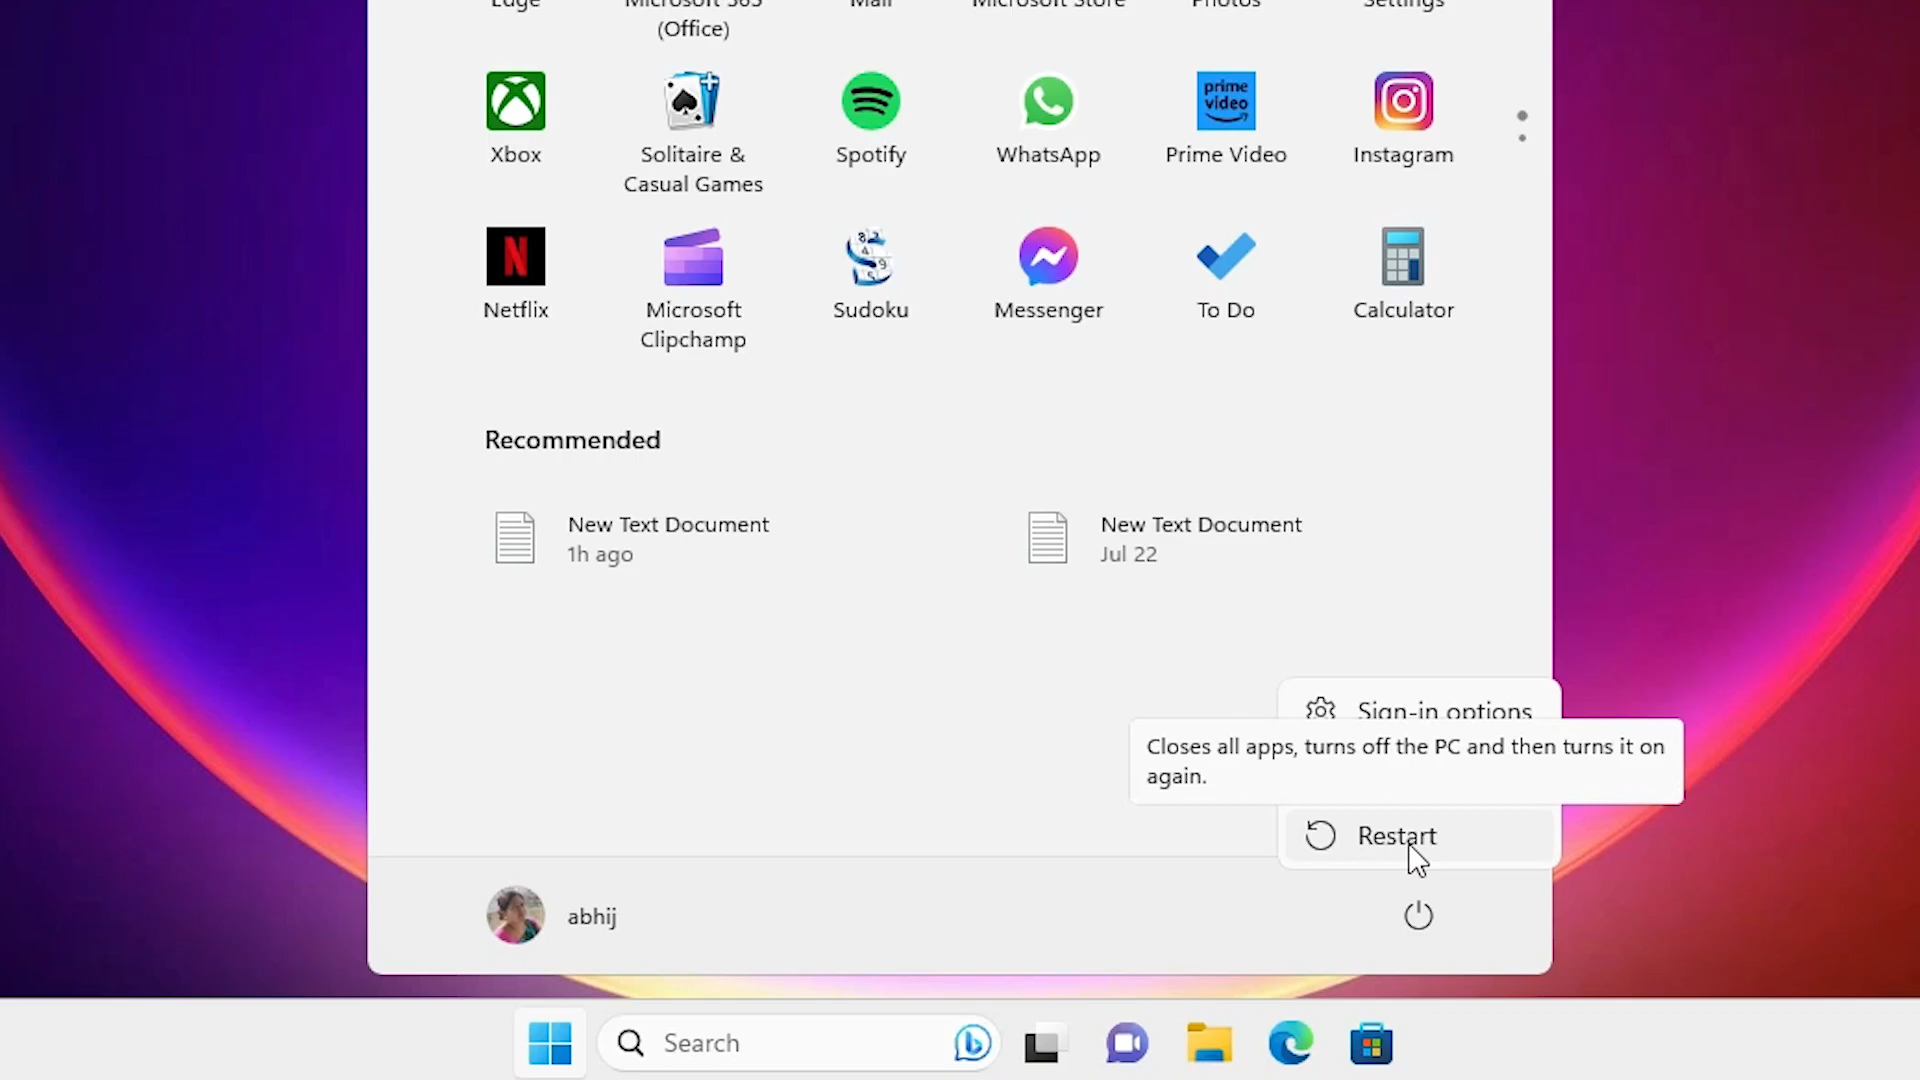 Edge Microsoft 365 Mail Microsoft Store Photos Settings
(Office)
prime
video
Xbox Solitaire & Spotify WhatsApp Prime Video Instagram
Casual Games
N
Netflix Microsoft Sudoku Messenger To Do Calculator
Clipchamp
Recommended
New Text Document
1h ago
New Text Document
Jul 22
Sign-in options
Closes all apps, turns off the PC and then turns it on
again.
Restart
abhij
Search